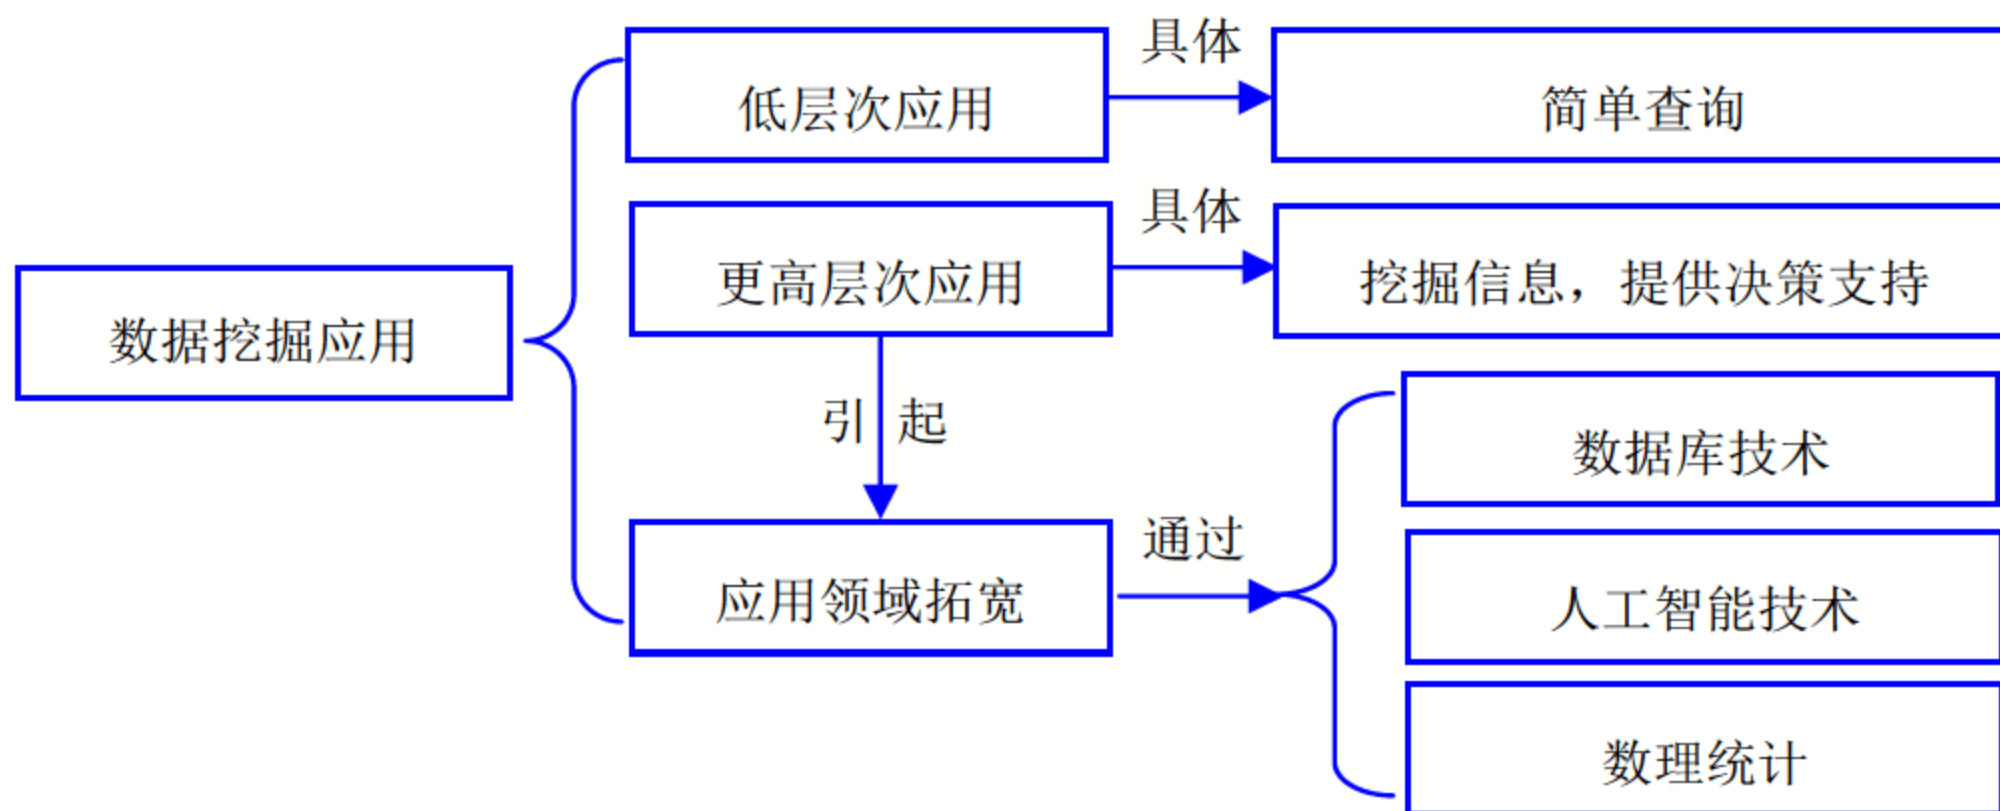 具体
低层次应用
简单查询
具体
更高层次应用
挖掘信息，提供决策支持
数据挖掘应用
引起
数据库技术
通过
应用领域拓宽
人工智能技术
数理统计